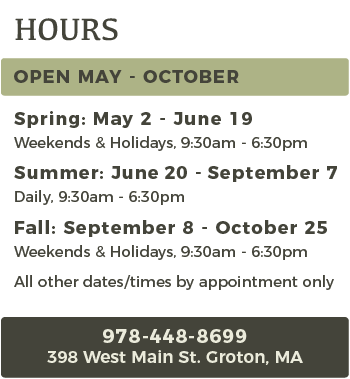 HOURS
OPEN MAY - OCTOBER
Spring: May 2 - June 19
Weekends & Holidays, 9:30am - 6:30pm
Summer: June 20 - September 7
Daily, 9:30am - 6:30pm
Fall: September 8 - October 25
Weekends & Holidays, 9:30am - 6:30pm
All other dates/times by appointment only
978-448-8699
398 West Main St. Groton, MA